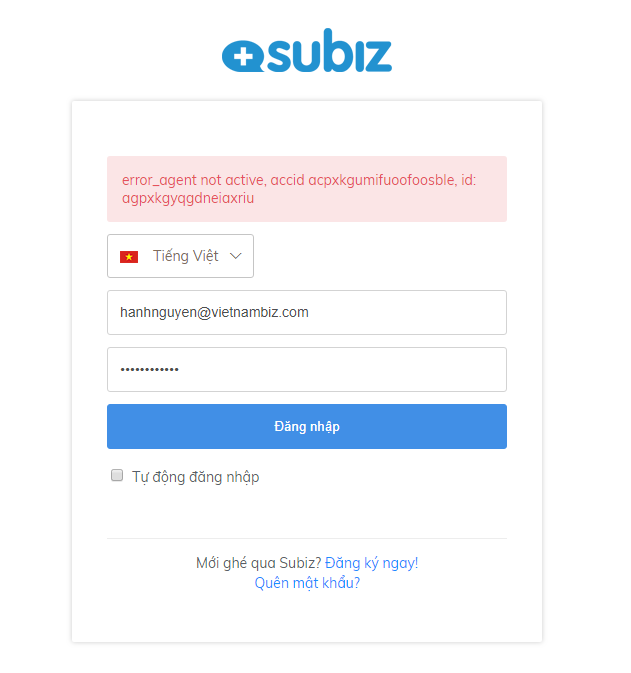 subiz
error_agent not active, accid acpxkgumifuoofoosble, id:
agpxkgyqgdneiaxriu
Tiếng Việt
hanhnguyen@vietnambiz.com
••••••••••••
Đăng nhập
Tự động đăng nhập
Mới ghé qua Subiz? Đăng ký ngay!
Quên mật khẩu?